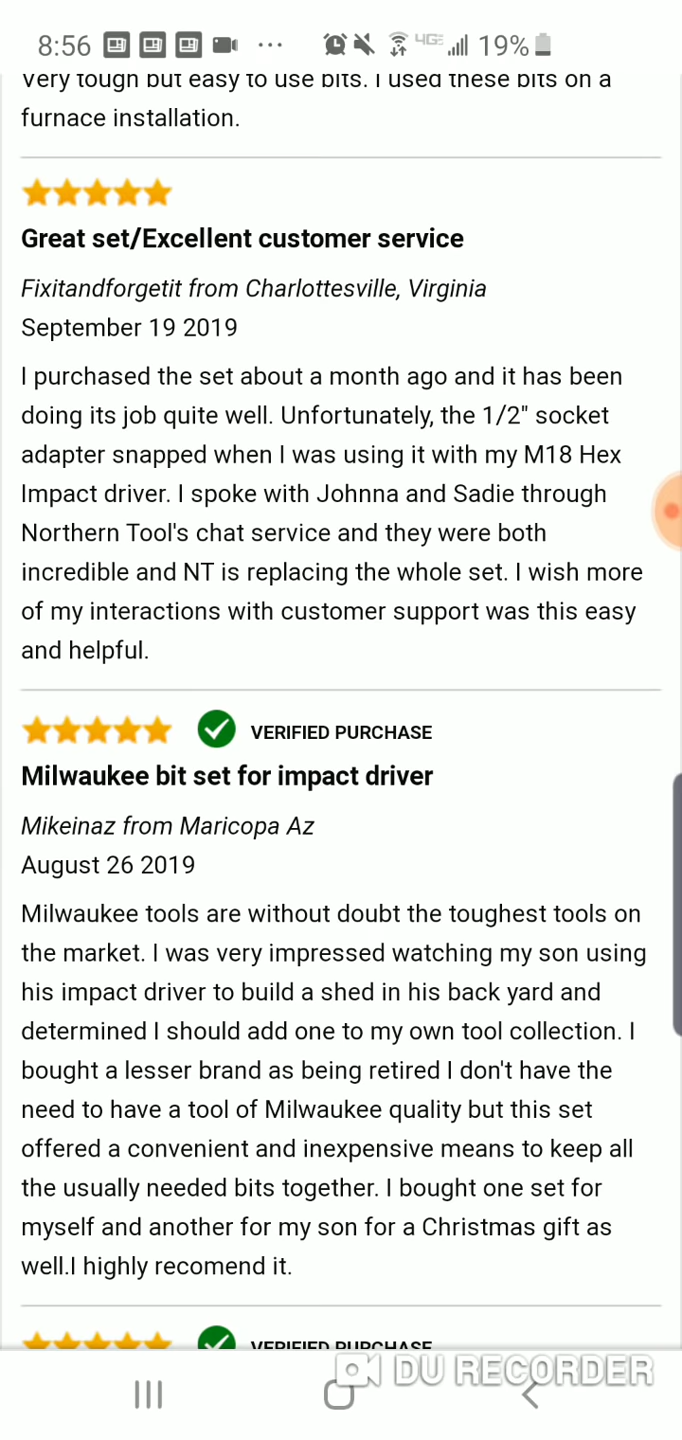 8:56 ... 4GE 19%
Very tough but easy to use bits. I used these bits on a
furnace installation.
Great set/Excellent customer service
Fixitandforgetit from Charlottesville, Virginia
September 19 2019
I purchased the set about a month ago and it has been
doing its job quite well. Unfortunately, the 1/2" socket
adapter snapped when I was using it with my M18 Hex
Impact driver. I spoke with Johnna and Sadie through
Northern Tool's chat service and they were both
incredible and NT is replacing the whole set. I wish more
of my interactions with customer support was this easy
and helpful.
VERIFIED PURCHASE
Milwaukee bit set for impact driver
Mikeinaz from Maricopa Az
August 26 2019
Milwaukee tools are without doubt the toughest tools on
the market. I was very impressed watching my son using
his impact driver to build a shed in his back yard and
determined I should add one to my own tool collection. I
bought a lesser brand as being retired I don't have the
need to have a tool of Milwaukee quality but this set
offered a convenient and inexpensive means to keep all
the usually needed bits together. I bought one set for
myself and another for my son for a Christmas gift as
well.I highly recomend it.
VERIFIED PURCHASE
DU RECORDER